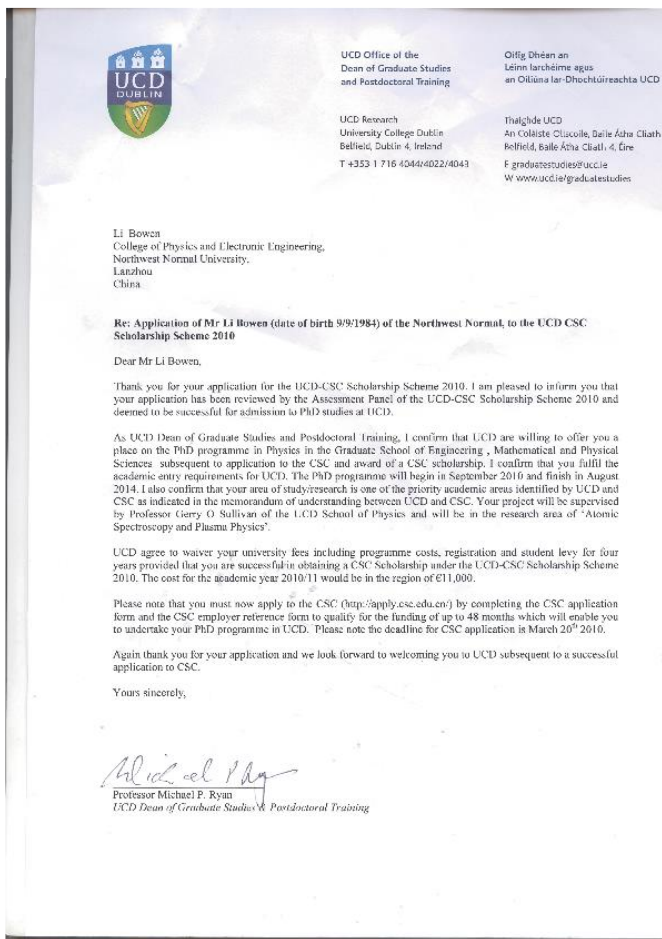 UCD
DUBLIN
UCD Office of the
Dean of Graduate Studies
and Postdoctoral Training
Oifig Dhéan an
Léinn Iarchéime agus
an Oiliúna Iar-Dhochtúireachta UCD
UCD Research
University College Dublin
Belfield, Dublin 4, Ireland
T +353 1 716 4044/4022/4043
Thaighde UCD
An Coláiste Ollscoile, Baile Átha Cliath
Belfield, Baile Átha Cliath 4, Éire
E graduatestudies@ucd.ie
W www.ucd.ie/graduatestudies
Li Bowen
College of Physics and Electronic Engineering,
Northwest Normal University,
Lanzhou
China
Re: Application of Mr Li Bowen (date of birth 9/9/1984) of the Northwest Normal, to the UCD CSC
Scholarship Scheme 2010
Dear Mr Li Bowen,
Thank you for your application for the UCD-CSC Scholarship Scheme 2010. I am pleased to inform you that
your application has been reviewed by the Assessment Panel of the UCD-CSC Scholarship Scheme 2010 and
deemed to be successful for admission to PhD studies at UCD.
As UCD Dean of Graduate Studies and Postdoctoral Training, I confirm that UCD are willing to offer you a
place on the PhD programme in Physics in the Graduate School of Engineering , Mathematical and Physical
Sciences subsequent to application to the CSC and award of a CSC scholarship. I confirm that you fulfil the
academic entry requirements for UCD. The PhD programme will begin in September 2010 and finish in August
2014. I also confirm that your area of study/research is one of the priority academic areas identified by UCD and
CSC as indicated in the memorandum of understanding between UCD and CSC. Your project will be supervised
by Professor Gerry O Sullivan of the UCD School of Physics and will be in the research area of 'Atomic
Spectroscopy and Plasma Physics'.
UCD agree to waiver your university fees including programme costs, registration and student levy for four
years provided that you are successful in obtaining a CSC Scholarship under the UCD-CSC Scholarship Scheme
2010. The cost for the academic year 2010/11 would be in the region of €11,000.
Please note that you must now apply to the CSC (http://apply.csc.edu.cn/) by completing the CSC application
form and the CSC employer reference form to qualify for the funding of up to 48 months which will enable you
to undertake your PhD programme in UCD. Please note the deadline for CSC application is March 20th 2010.
Again thank you for your application and we look forward to welcoming you to UCD subsequent to a successful
application to CSC.
Yours sincerely,
Professor Michael P. Ryan
UCD Dean of Graduate Studies & Postdoctoral Training